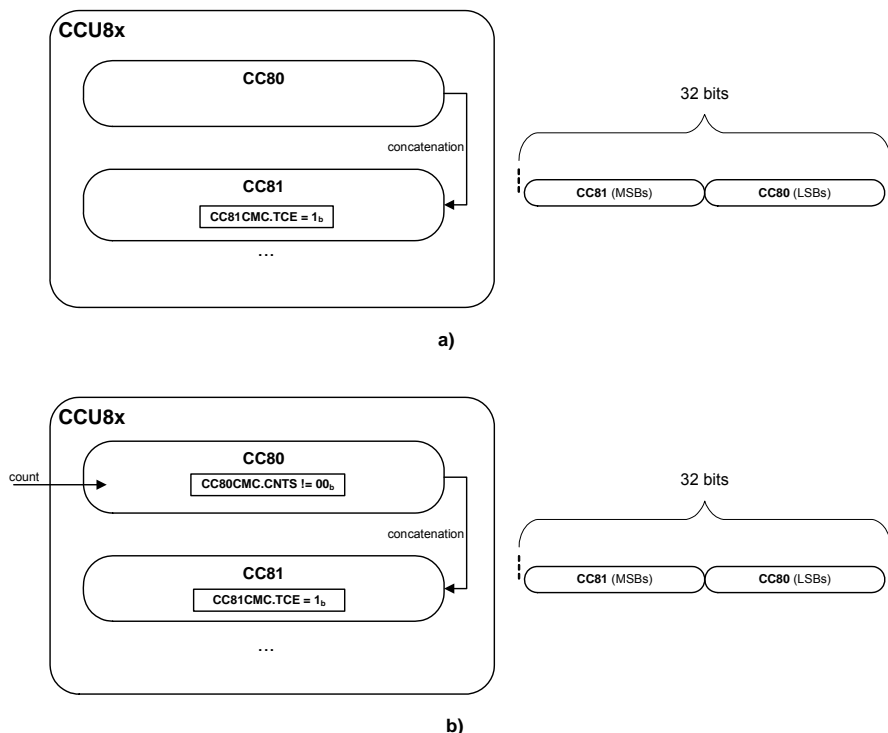 CCU8x
CC80
concatenation
CC81
CC81CMC.TCE = 1b
...
32 bits
CC81 (MSBs)
CC80 (LSBs)
a)
CCU8x
count
CC80
CC80CMC.CNTS != 00b
concatenation
CC81
CC81CMC.TCE = 1b
...
32 bits
CC81 (MSBs)
CC80 (LSBs)
b)